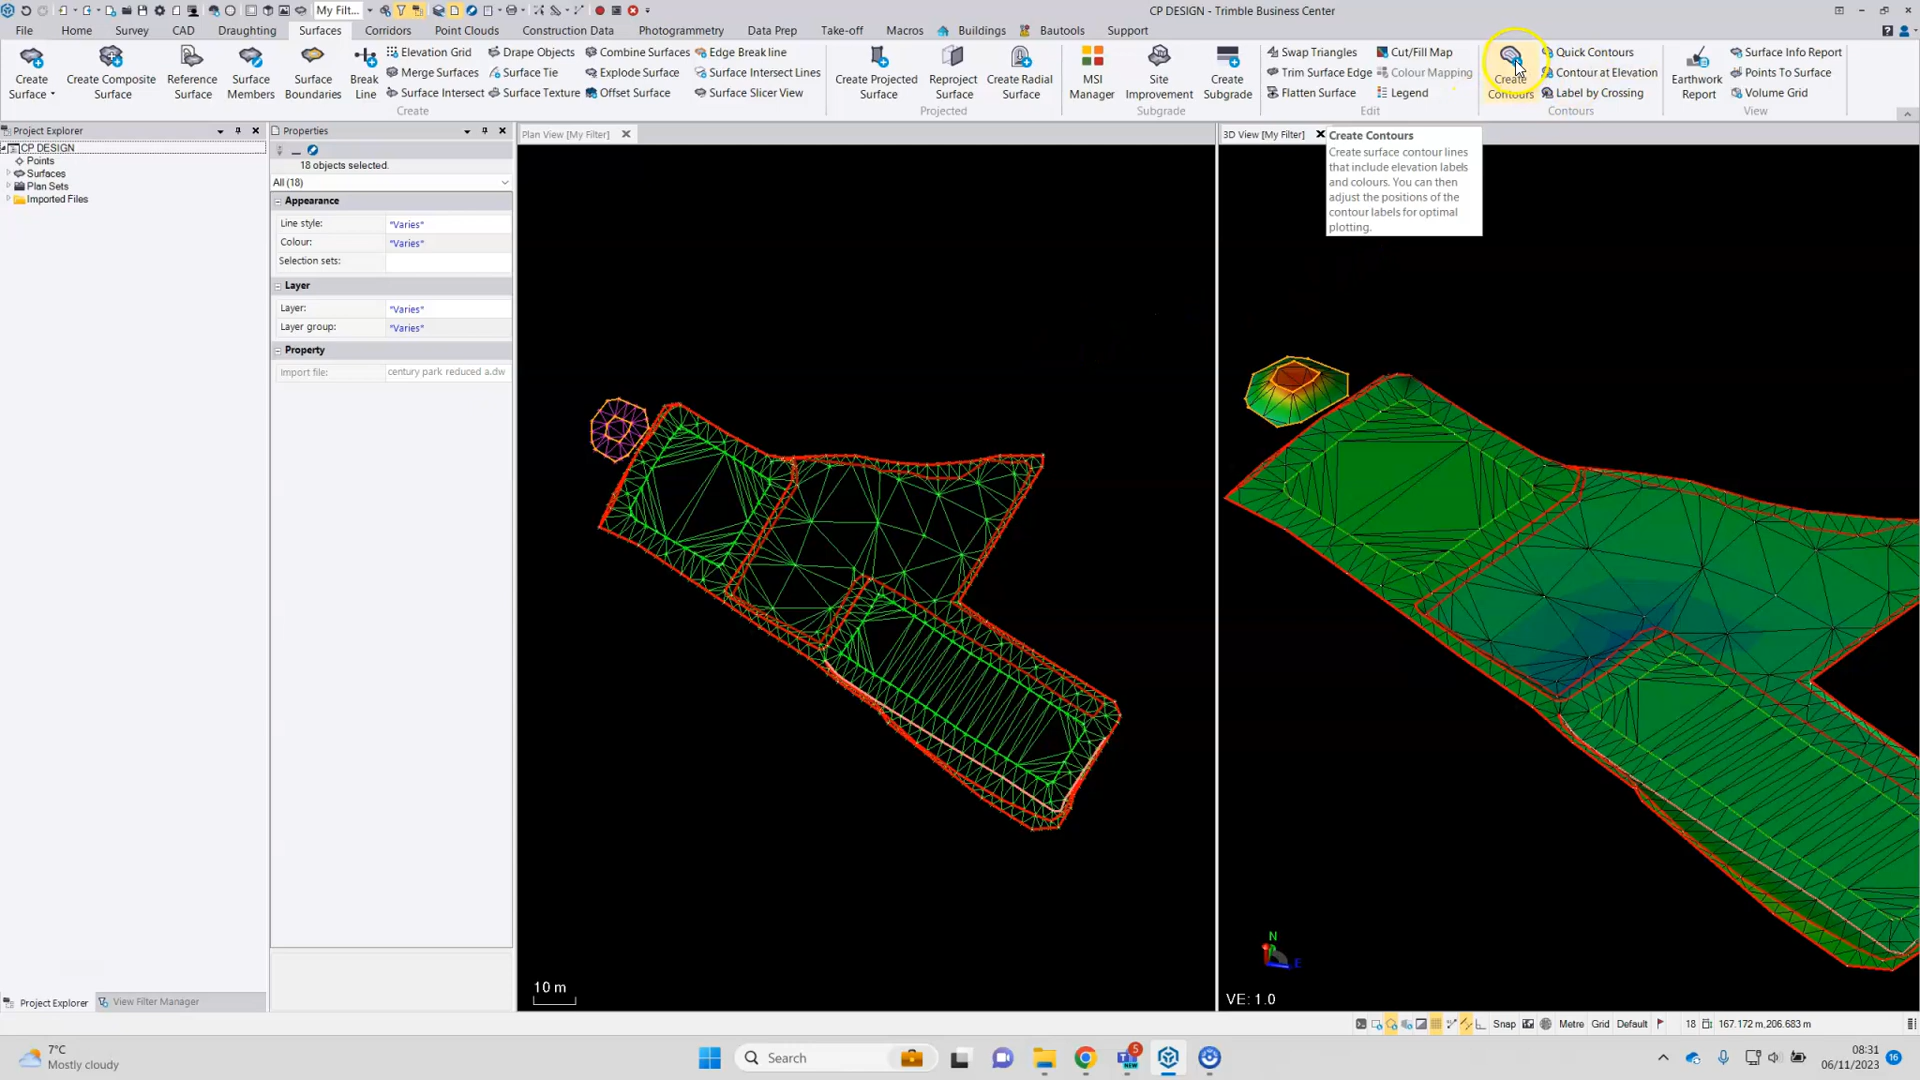 My Filt...
CP DESIGN - Trimble Business Center
File Home Survey CAD Draughting Surfaces Corridors Point Clouds Construction Data Photogrammetry Data Prep Take-off Macros Buildings Bautools Support
Create Surface
Create Composite Surface
Reference Surface
Surface Members
Surface Boundaries
Break Line
Elevation Grid
Merge Surfaces
Surface Intersect
Drape Objects
Surface Tie
Surface Texture
Combine Surfaces
Explode Surface
Offset Surface
Edge Breakline
Surface Intersect Lines
Surface Slicer View
Create
Create Projected Surface
Reproject Surface
Create Radial Surface
Projected
MSI Manager
Site Improvement
Create Subgrade
Subgrade
Swap Triangles
Trim Surface Edge
Flatten Surface
Cut/Fill Map
Colour Mapping
Legend
Edit
Create Contours
Quick Contours
Contour at Elevation
Label by Crossing
Contours
Earthwork Report
Surface Info Report
Points To Surface
Volume Grid
View
Project Explorer
CP DESIGN
Points
Surfaces
Plan Sets
Imported Files
Properties
18 objects selected.
All (18)
Appearance
Line style: "Varies"
Colour: "Varies"
Selection sets:
Layer
Layer: "Varies"
Layer group: "Varies"
Property
Import file: century park reduced a.dw
Plan View [My Filter]
3D View [My Filter]
Create Contours
Create surface contour lines
that include elevation labels
and colours. You can then
adjust the positions of the
contour labels for optimal
plotting.
10 m
N
E
VE: 1.0
Project Explorer View Filter Manager
Snap Metre Grid Default 18 167.172 m,206.683 m
7°C
Mostly cloudy
Search
5
NEW
08:31
06/11/2023
16